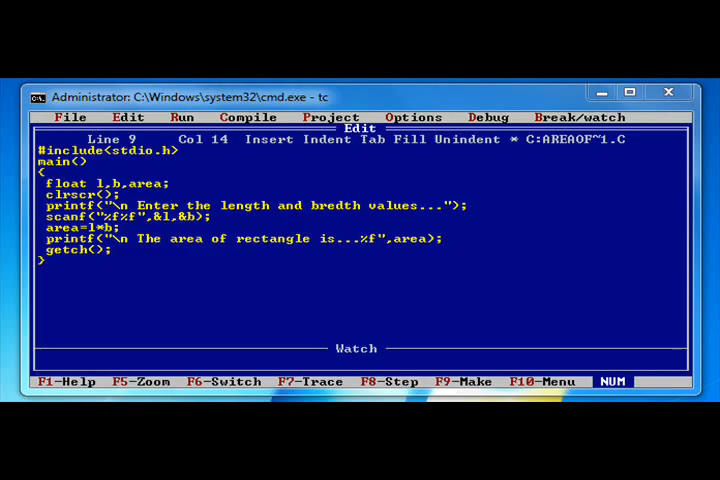 Administrator: C:\Windows\system32\cmd.exe - tc
File Edit Run Compile Project Options Debug Break/watch
Edit
Line 9 Col 14 Insert Indent Tab Fill Unindent * C:AREAOF~1.C
#include<stdio.h>
main()
{
float l,b,area;
clrscr();
printf("\n Enter the length and bredth values...");
scanf("%f%f",&l,&b);
area=l*b;
printf("\n The area of rectangle is...%f",area);
getch();
}
Watch
F1-Help F5-Zoom F6-Switch F7-Trace F8-Step F9-Make F10-Menu NUM